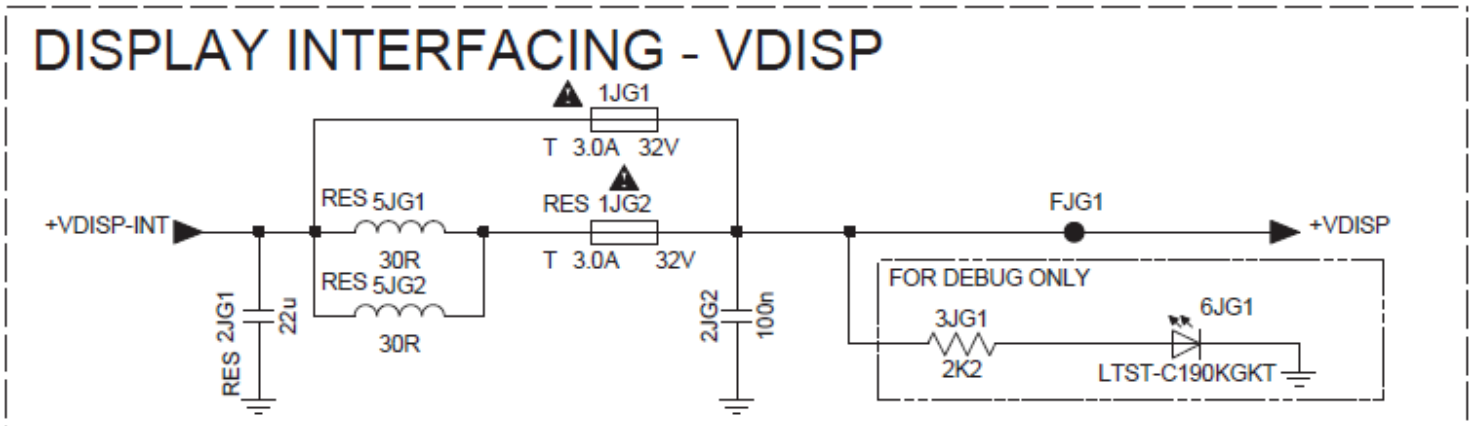 DISPLAY INTERFACING - VDISP
1JG1
T 3.0A 32V
RES 5JG1
RES 1JG2
FJG1
+VDISP-INT
+VDISP
30R
T 3.0A 32V
RES 5JG2
30R
RES 2JG1
22u
2JG2
100n
FOR DEBUG ONLY
3JG1
6JG1
2K2
LTST-C190KGKT